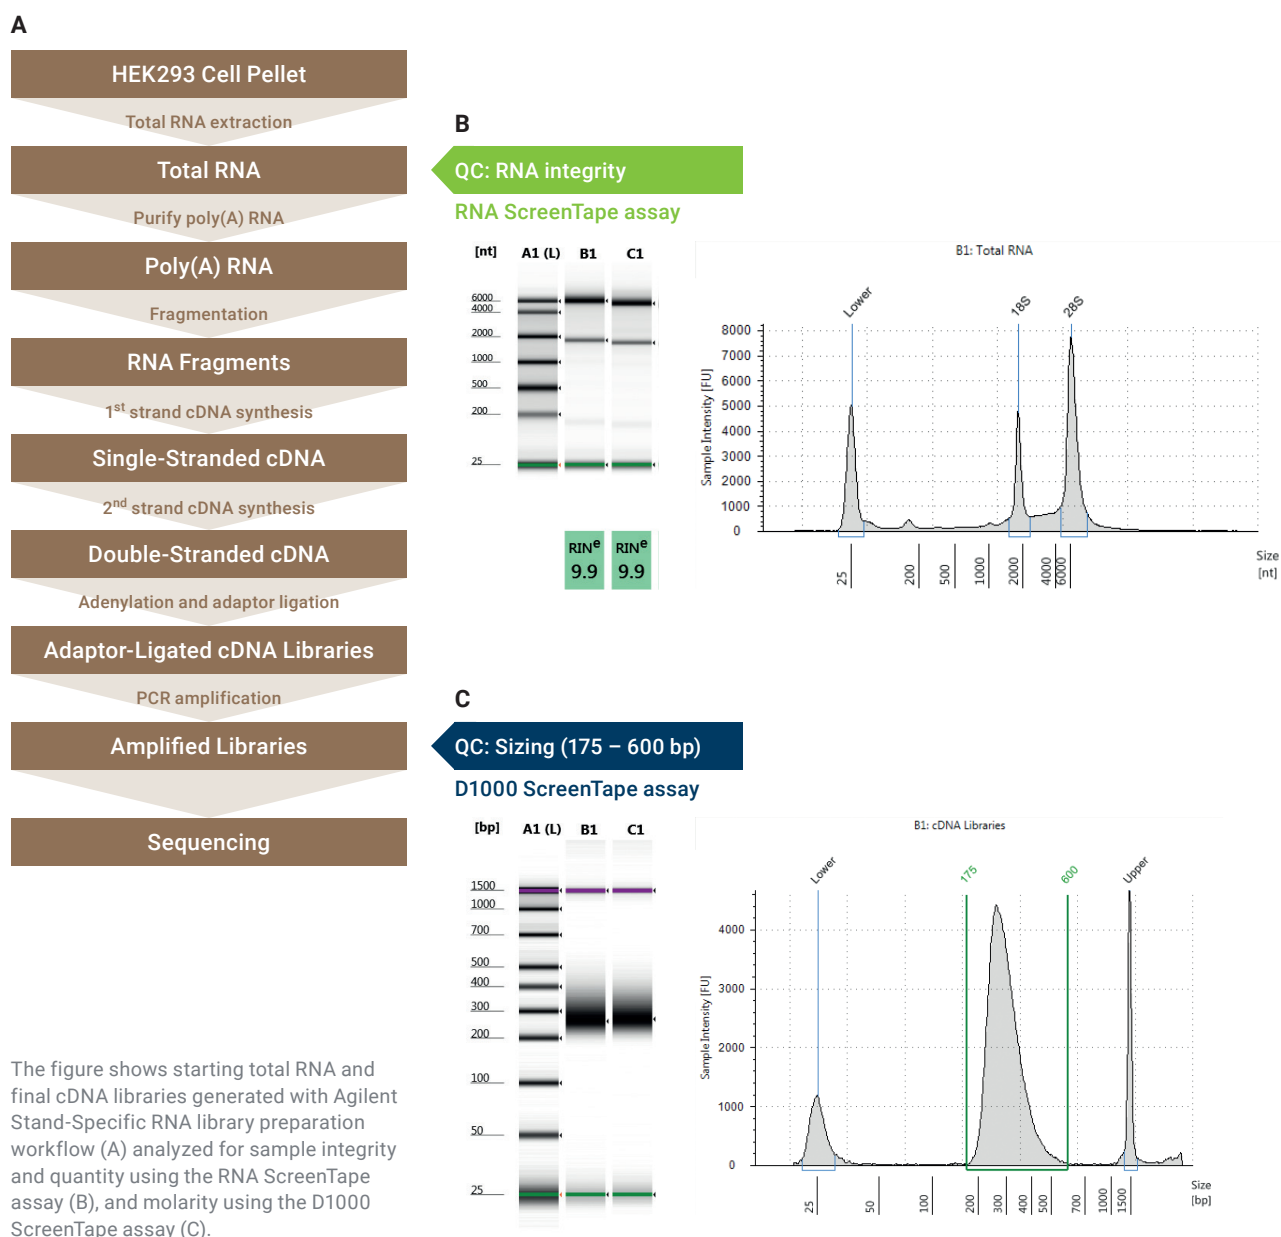 A
HEK293 Cell Pellet
Total RNA extraction
Total RNA
Purify poly(A) RNA
Poly(A) RNA
Fragmentation
RNA Fragments
1st strand cDNA synthesis
Single-Stranded cDNA
2nd strand cDNA synthesis
Double-Stranded cDNA
Adenylation and adaptor ligation
Adaptor-Ligated cDNA Libraries
PCR amplification
Amplified Libraries
Sequencing
The figure shows starting total RNA and
final cDNA libraries generated with Agilent
Stand-Specific RNA library preparation
workflow (A) analyzed for sample integrity
and quantity using the RNA ScreenTape
assay (B), and molarity using the D1000
ScreenTape assay (C).
B
QC: RNA integrity
RNA ScreenTape assay
[nt] A1 (L) B1 C1
6000
4000
2000
1000
500
200
25
RINe RINe
9.9 9.9
B1: Total RNA
Lower 18S 28S
Sample Intensity [FU]
8000
7000
6000
5000
4000
3000
2000
1000
0
25 200 500 1000 2000 4000 6000
Size
[nt]
C
QC: Sizing (175 – 600 bp)
D1000 ScreenTape assay
[bp] A1 (L) B1 C1
1500
1000
700
500
400
300
200
100
50
25
B1: cDNA Libraries
Lower 175 600 Upper
Sample Intensity [FU]
4000
3000
2000
1000
0
25 50 100 200 300 400 500 700 1000 1500
Size
[bp]